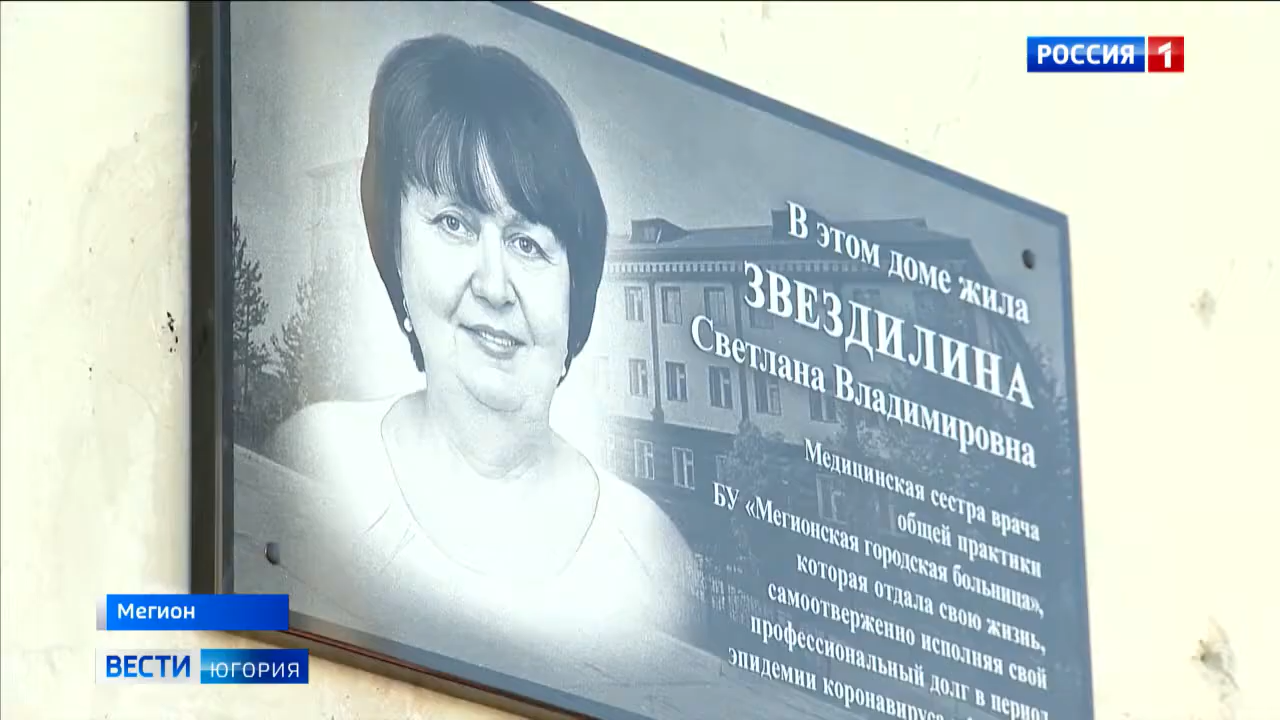 РОССИЯ 1
В этом доме жила
ЗВЕЗДИЛИНА
Светлана Владимировна
Медицинская сестра врача
общей практики
БУ «Мегионская городская больница»,
которая отдала свою жизнь,
самоотверженно исполняя свой
профессиональный долг в период
эпидемии коронавируса
Мегион
ВЕСТИ ЮГОРИЯ